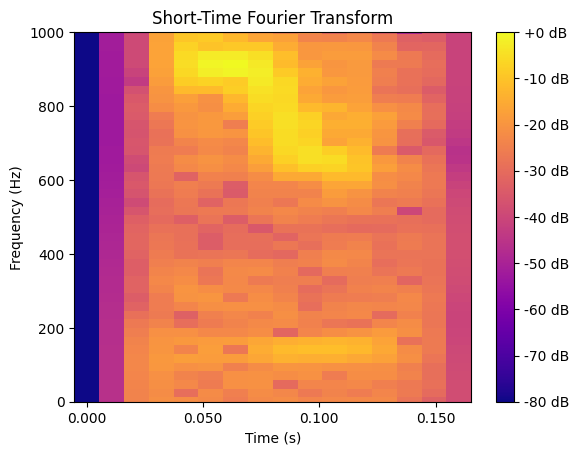 Short-Time Fourier Transform
Frequency (Hz)
1000
800
600
400
200
0
0.000
0.050
0.100
0.150
Time (s)
+0 dB
-10 dB
-20 dB
-30 dB
-40 dB
-50 dB
-60 dB
-70 dB
-80 dB